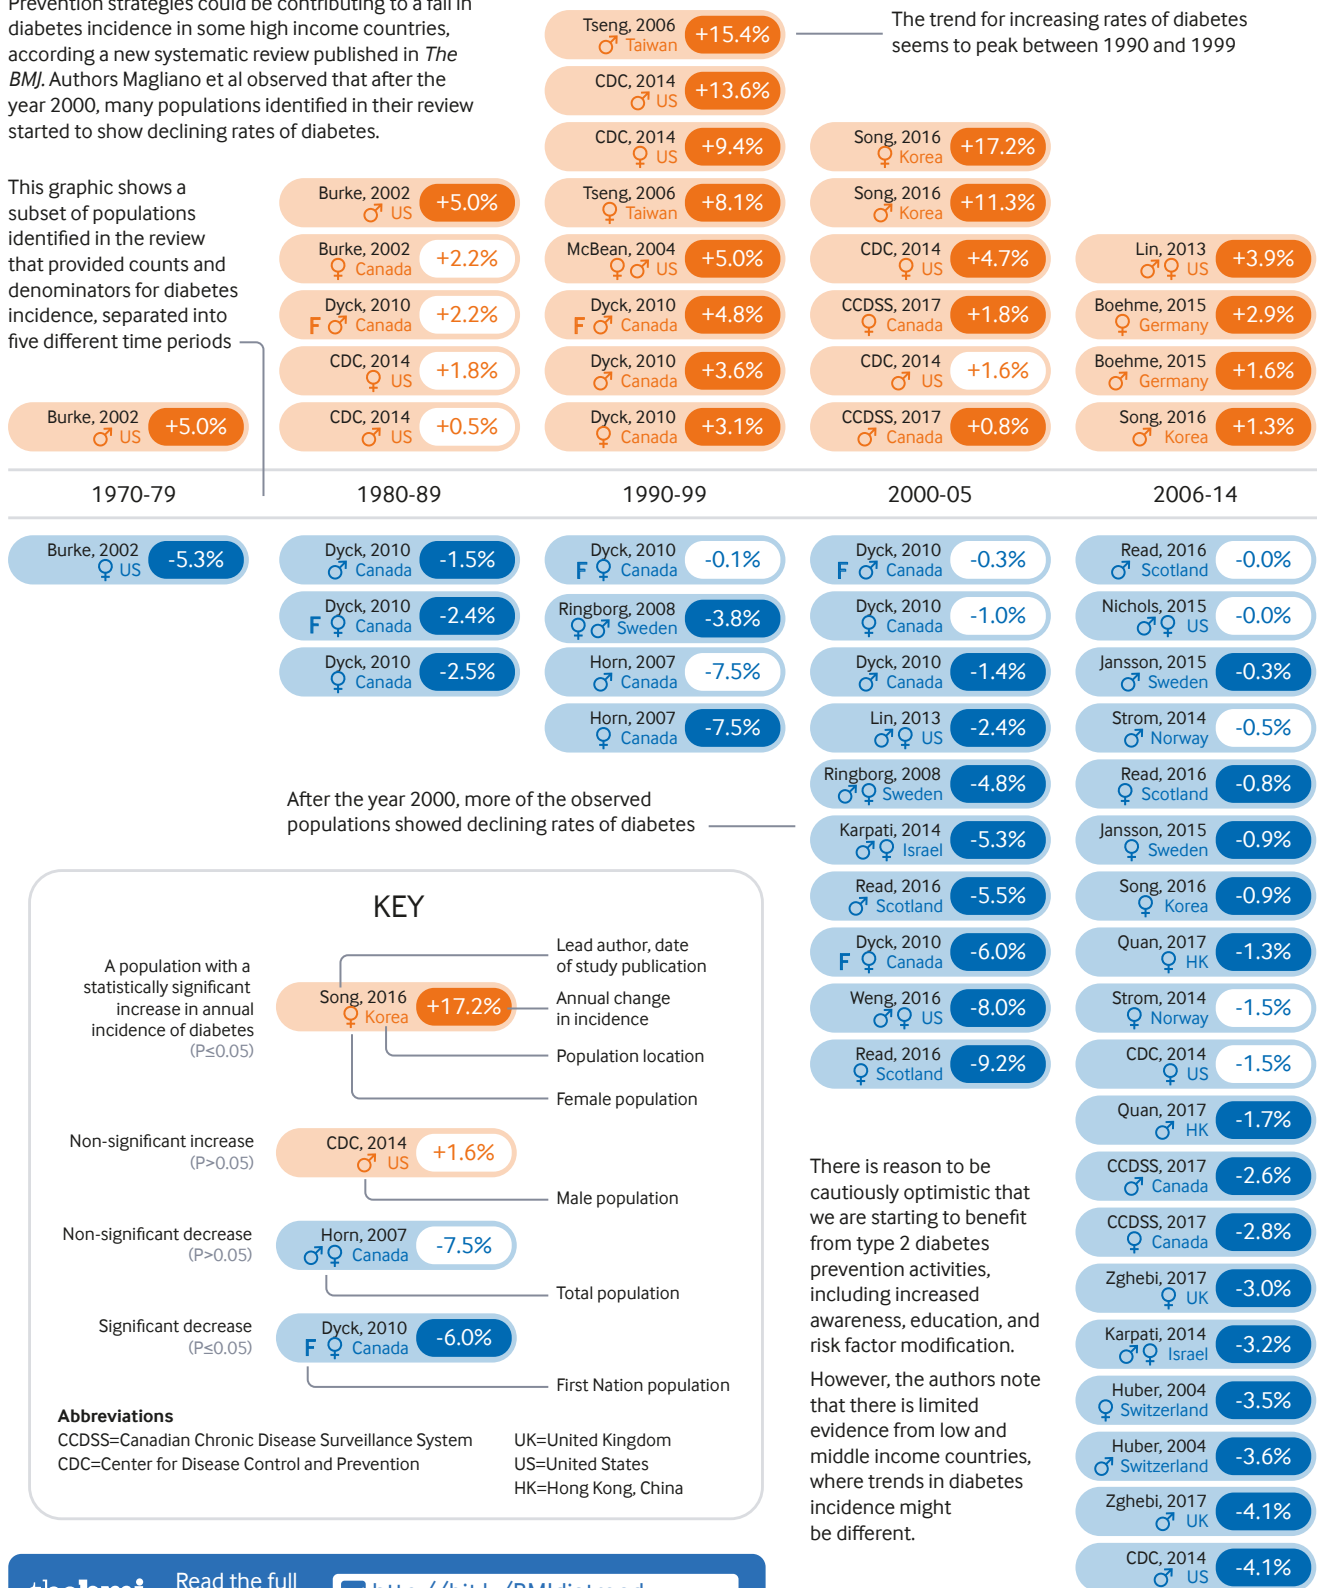 Prevention strategies could be contributing to a fall in
diabetes incidence in some high income countries,
according a new systematic review published in The
BMJ. Authors Magliano et al observed that after the
year 2000, many populations identified in their review
started to show declining rates of diabetes.
This graphic shows a
subset of populations
identified in the review
that provided counts and
denominators for diabetes
incidence, separated into
five different time periods
The trend for increasing rates of diabetes
seems to peak between 1990 and 1999
Burke, 2002
♂ US +5.0%
Burke, 2002
♂ US +5.0%
Burke, 2002
♀ Canada +2.2%
Dyck, 2010
F ♂ Canada +2.2%
CDC, 2014
♀ US +1.8%
CDC, 2014
♂ US +0.5%
Tseng, 2006
♂ Taiwan +15.4%
CDC, 2014
♂ US +13.6%
CDC, 2014
♀ US +9.4%
Tseng, 2006
♀ Taiwan +8.1%
McBean, 2004
♀♂ US +5.0%
Dyck, 2010
F ♂ Canada +4.8%
Dyck, 2010
♂ Canada +3.6%
Dyck, 2010
♀ Canada +3.1%
Song, 2016
♀ Korea +17.2%
Song, 2016
♂ Korea +11.3%
CDC, 2014
♀ US +4.7%
CCDSS, 2017
♀ Canada +1.8%
CDC, 2014
♂ US +1.6%
CCDSS, 2017
♂ Canada +0.8%
Lin, 2013
♂♀ US +3.9%
Boehme, 2015
♀ Germany +2.9%
Boehme, 2015
♂ Germany +1.6%
Song, 2016
♂ Korea +1.3%
1970-79 1980-89 1990-99 2000-05 2006-14
Burke, 2002
♀ US -5.3%
Dyck, 2010
♂ Canada -1.5%
Dyck, 2010
F ♀ Canada -2.4%
Dyck, 2010
♀ Canada -2.5%
Dyck, 2010
F ♀ Canada -0.1%
Ringborg, 2008
♀♂ Sweden -3.8%
Horn, 2007
♂ Canada -7.5%
Horn, 2007
♀ Canada -7.5%
Dyck, 2010
F ♂ Canada -0.3%
Dyck, 2010
♀ Canada -1.0%
Dyck, 2010
♂ Canada -1.4%
Lin, 2013
♂♀ US -2.4%
Ringborg, 2008
♂♀ Sweden -4.8%
Karpati, 2014
♂♀ Israel -5.3%
Read, 2016
♂ Scotland -5.5%
Dyck, 2010
F ♀ Canada -6.0%
Weng, 2016
♂♀ US -8.0%
Read, 2016
♀ Scotland -9.2%
Read, 2016
♂ Scotland -0.0%
Nichols, 2015
♂♀ US -0.0%
Jansson, 2015
♂ Sweden -0.3%
Strom, 2014
♂ Norway -0.5%
Read, 2016
♀ Scotland -0.8%
Jansson, 2015
♀ Sweden -0.9%
Song, 2016
♀ Korea -0.9%
Quan, 2017
♀ HK -1.3%
Strom, 2014
♀ Norway -1.5%
CDC, 2014
♀ US -1.5%
Quan, 2017
♂ HK -1.7%
CCDSS, 2017
♂ Canada -2.6%
CCDSS, 2017
♀ Canada -2.8%
Zghebi, 2017
♀ UK -3.0%
Karpati, 2014
♂♀ Israel -3.2%
Huber, 2004
♀ Switzerland -3.5%
Huber, 2004
♂ Switzerland -3.6%
Zghebi, 2017
♂ UK -4.1%
CDC, 2014
♂ US -4.1%
After the year 2000, more of the observed
populations showed declining rates of diabetes
KEY
A population with a
statistically significant
increase in annual
incidence of diabetes
(P≤0.05)
Song, 2016
♀ Korea +17.2%
Lead author, date
of study publication
Annual change
in incidence
Population location
Female population
Non-significant increase
(P>0.05)
CDC, 2014
♂ US +1.6%
Male population
Non-significant decrease
(P>0.05)
Horn, 2007
♂♀ Canada -7.5%
Total population
Significant decrease
(P≤0.05)
Dyck, 2010
F ♀ Canada -6.0%
First Nation population
Abbreviations
CCDSS=Canadian Chronic Disease Surveillance System
CDC=Center for Disease Control and Prevention
UK=United Kingdom
US=United States
HK=Hong Kong, China
There is reason to be
cautiously optimistic that
we are starting to benefit
from type 2 diabetes
prevention activities,
including increased
awareness, education, and
risk factor modification.
However, the authors note
that there is limited
evidence from low and
middle income countries,
where trends in diabetes
incidence might
be different.
thebmj
Read the full